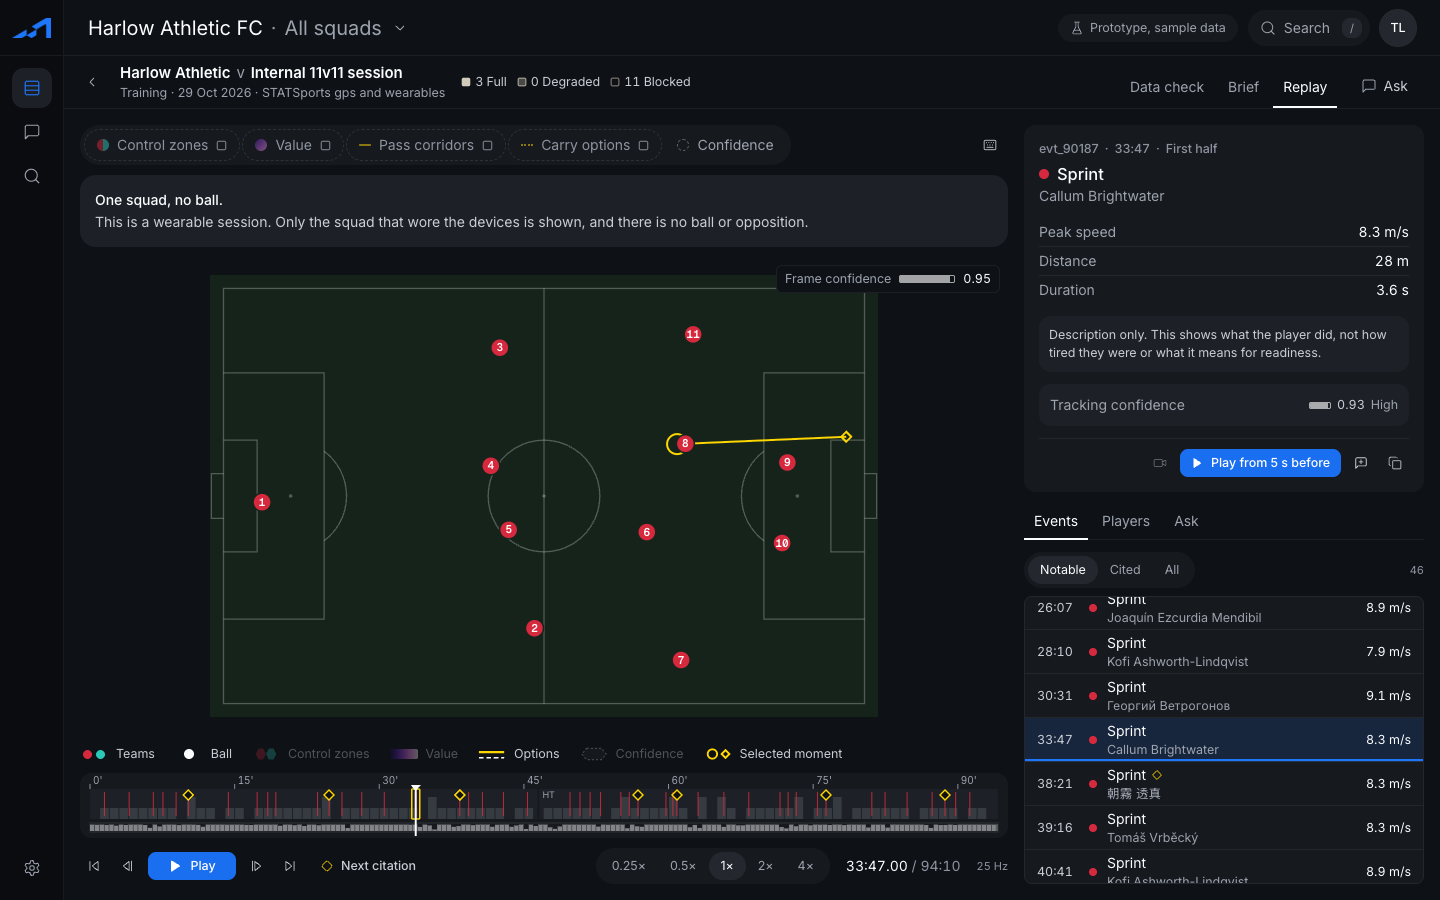 Harlow Athletic FC · All squads
Prototype, sample data
Search /
TL
Harlow Athletic v Internal 11v11 session
Training · 29 Oct 2026 · STATSports gps and wearables
3 Full 0 Degraded 11 Blocked
Data check Brief Replay Ask
Control zones Value Pass corridors Carry options Confidence
One squad, no ball.
This is a wearable session. Only the squad that wore the devices is shown, and there is no ball or opposition.
Frame confidence 0.95
11
3
8
9
4
1
5
6
10
2
7
Teams Ball Control zones Value Options Confidence Selected moment
0' 15' 30' 45' 60' 75' 90'
HT
Play
Next citation
0.25× 0.5× 1× 2× 4×
33:47.00 / 94:10 25 Hz
evt_90187 · 33:47 · First half
Sprint
Callum Brightwater
Peak speed 8.3 m/s
Distance 28 m
Duration 3.6 s
Description only. This shows what the player did, not how
tired they were or what it means for readiness.
Tracking confidence 0.93 High
Play from 5 s before
Events Players Ask
Notable Cited All 46
26:07 Sprint 8.9 m/s
Joaquín Ezcurdia Mendibil
28:10 Sprint 7.9 m/s
Kofi Ashworth-Lindqvist
30:31 Sprint 9.1 m/s
Георгий Ветрогонов
33:47 Sprint 8.3 m/s
Callum Brightwater
38:21 Sprint 8.3 m/s
朝霧 透真
39:16 Sprint 8.3 m/s
Tomáš Vrběcký
40:41 Sprint 8.9 m/s
Kofi Ashworth-Lindqvist